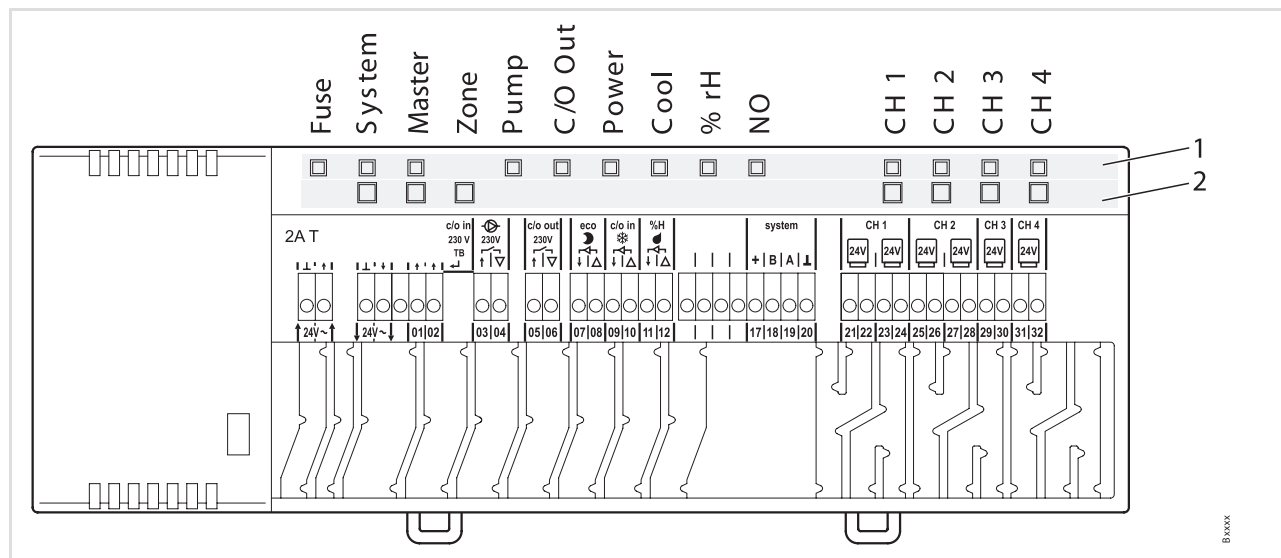 Fuse System Master Zone Pump C/O Out Power Cool % rH NO CH 1 CH 2 CH 3 CH 4
1
2
2A T c/o in c/o out eco c/o in %H system CH 1 CH 2 CH 3 CH 4
230 V 230V 230V 24V 24V 24V 24V 24V 24V
TB + B A ⊥
24V~ 24V~ 01 02 03 04 05 06 07 08 09 10 11 12 17 18 19 20 21 22 23 24 25 26 27 28 29 30 31 32
Bxxxx